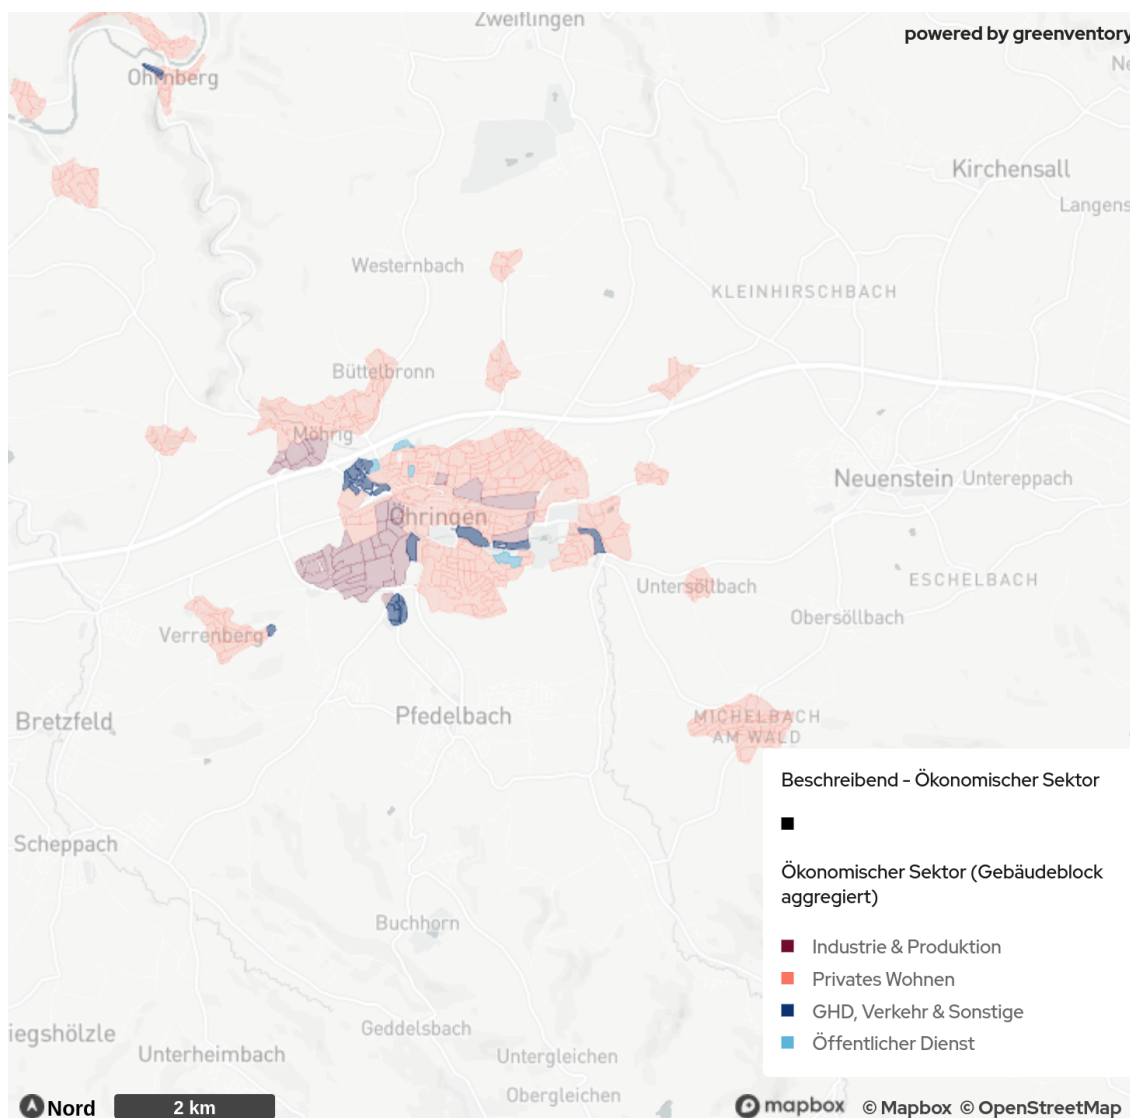 Zweiflingen
powered by greenventory
Ohrnberg
Ne
Kirchensall
Langens
Westernbach
KLEINHIRSCHBACH
Büttelbronn
Möhrig
Neuenstein
Untereppach
Öhringen
Untersöllbach
ESCHELBACH
Obersöllbach
Verrenberg
Bretzfeld
Pfedelbach
MICHELBACH
AM WALD
Beschreibend - Ökonomischer Sektor
Scheppach
Ökonomischer Sektor (Gebäudeblock
aggregiert)
Buchhorn
Industrie & Produktion
Privates Wohnen
GHD, Verkehr & Sonstige
Öffentlicher Dienst
iegshölzle
Geddelsbach
Unterheimbach
Untergleichen
Obergleichen
Nord
2 km
mapbox
© Mapbox © OpenStreetMap